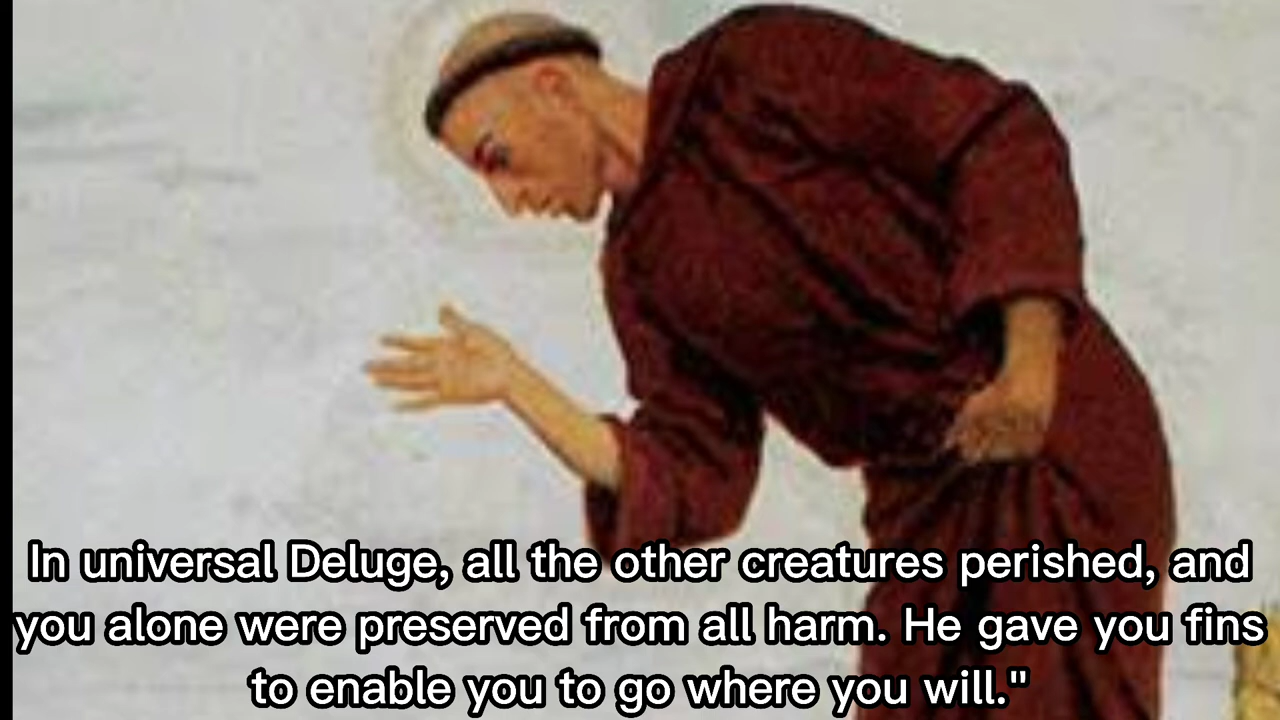 In universal Deluge, all the other creatures perished, and
you alone were preserved from all harm. He gave you fins
to enable you to go where you will."